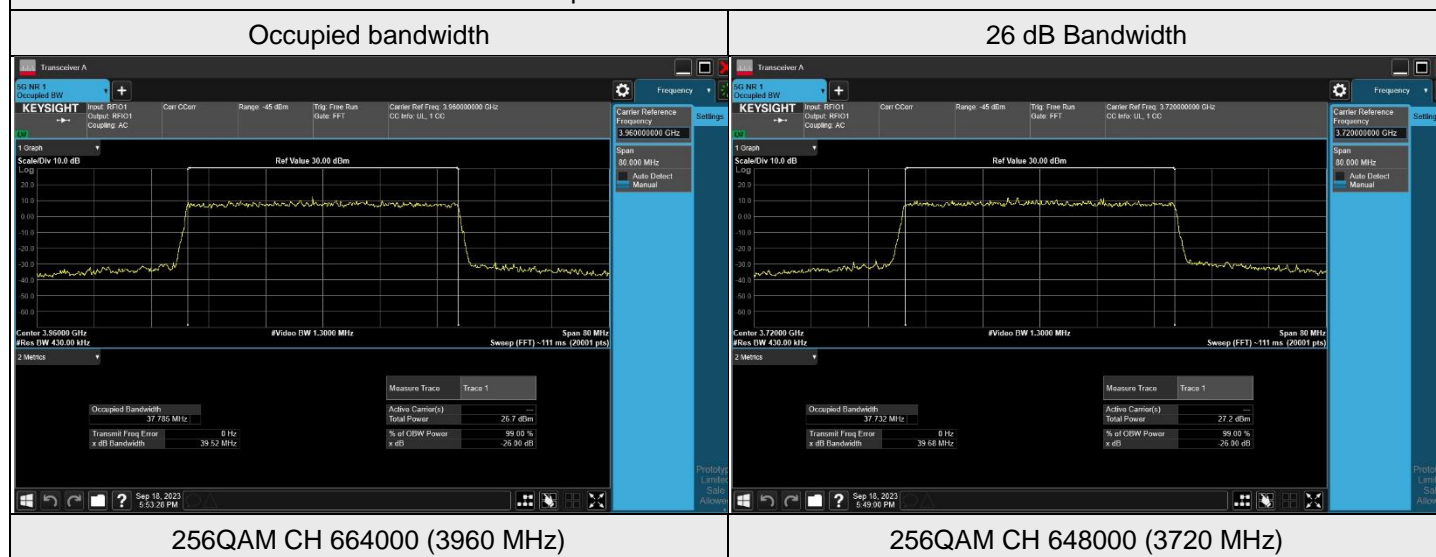 Occupied bandwidth
26 dB Bandwidth
Transceiver A
5G NR 1
Occupied BW
+
Frequency
KEYSIGHT
Input: RFIO1
Output: RFIO1
Coupling: AC
Corr CCorr
Range: -45 dBm
Trig: Free Run
Gate: FFT
Carrier Ref Freq: 3.960000000 GHz
CC Info: UL, 1 CC
Carrier Reference
Frequency
3.960000000 GHz
Settings
Span
80.000 MHz
Auto Detect
Manual
1 Graph
Scale/Div 10.0 dB
Ref Value 30.00 dBm
Log
20.0
10.0
0.00
-10.0
-20.0
-30.0
-40.0
-50.0
-60.0
Center 3.96000 GHz
#Video BW 1.3000 MHz
Span 80 MHz
#Res BW 430.00 kHz
Sweep (FFT) ~111 ms (20001 pts)
2 Metrics
Measure Trace Trace 1
Occupied Bandwidth
37.785 MHz
Active Carrier(s) ---
Total Power 26.7 dBm
Transmit Freq Error 0 Hz
x dB Bandwidth 39.52 MHz
% of OBW Power 99.00 %
x dB -26.00 dB
Sep 18, 2023
5:53:28 PM
Transceiver A
5G NR 1
Occupied BW
+
Frequency
KEYSIGHT
Input: RFIO1
Output: RFIO1
Coupling: AC
Corr CCorr
Range: -45 dBm
Trig: Free Run
Gate: FFT
Carrier Ref Freq: 3.720000000 GHz
CC Info: UL, 1 CC
Carrier Reference
Frequency
3.720000000 GHz
Span
80.000 MHz
Auto Detect
Manual
1 Graph
Scale/Div 10.0 dB
Ref Value 30.00 dBm
Log
20.0
10.0
0.00
-10.0
-20.0
-30.0
-40.0
-50.0
-60.0
Center 3.72000 GHz
#Video BW 1.3000 MHz
Span 80 MHz
#Res BW 430.00 kHz
Sweep (FFT) ~111 ms (20001 pts)
2 Metrics
Measure Trace Trace 1
Occupied Bandwidth
37.732 MHz
Active Carrier(s) ---
Total Power 27.2 dBm
Transmit Freq Error 0 Hz
x dB Bandwidth 39.68 MHz
% of OBW Power 99.00 %
x dB -26.00 dB
Sep 18, 2023
5:49:00 PM
256QAM CH 664000 (3960 MHz)
256QAM CH 648000 (3720 MHz)